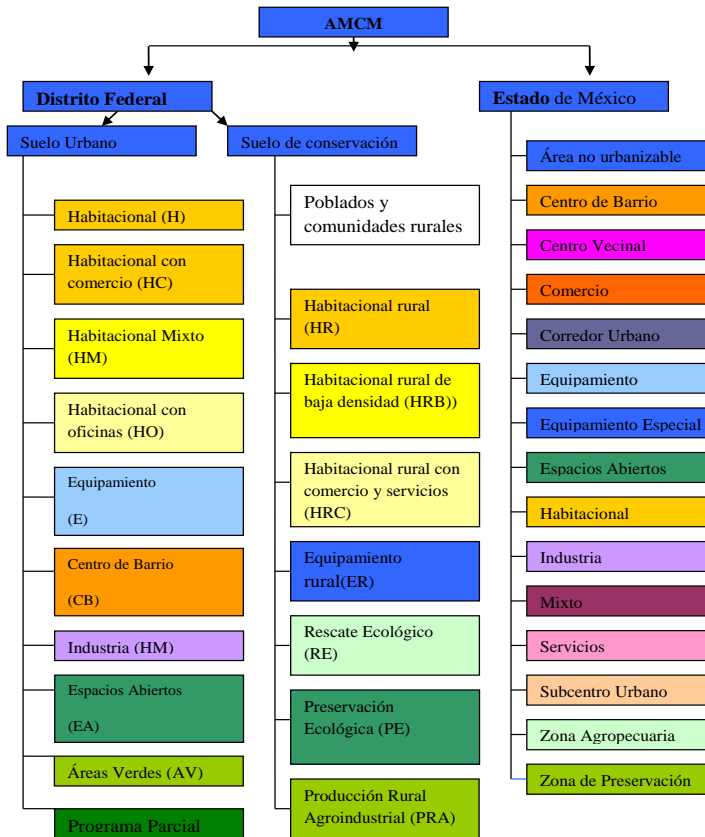 AMCM
Distrito Federal
Estado de México
Suelo Urbano
Suelo de conservación
Habitacional (H)
Habitacional con
comercio (HC)
Habitacional Mixto
(HM)
Habitacional con
oficinas (HO)
Equipamiento
(E)
Centro de Barrio
(CB)
Industria (HM)
Espacios Abiertos
(EA)
Áreas Verdes (AV)
Programa Parcial
Poblados y
comunidades rurales
Habitacional rural
(HR)
Habitacional rural de
baja densidad (HRB))
Habitacional rural con
comercio y servicios
(HRC)
Equipamiento
rural(ER)
Rescate Ecológico
(RE)
Preservación
Ecológica (PE)
Producción Rural
Agroindustrial (PRA)
Área no urbanizable
Centro de Barrio
Centro Vecinal
Comercio
Corredor Urbano
Equipamiento
Equipamiento Especial
Espacios Abiertos
Habitacional
Industria
Mixto
Servicios
Subcentro Urbano
Zona Agropecuaria
Zona de Preservación